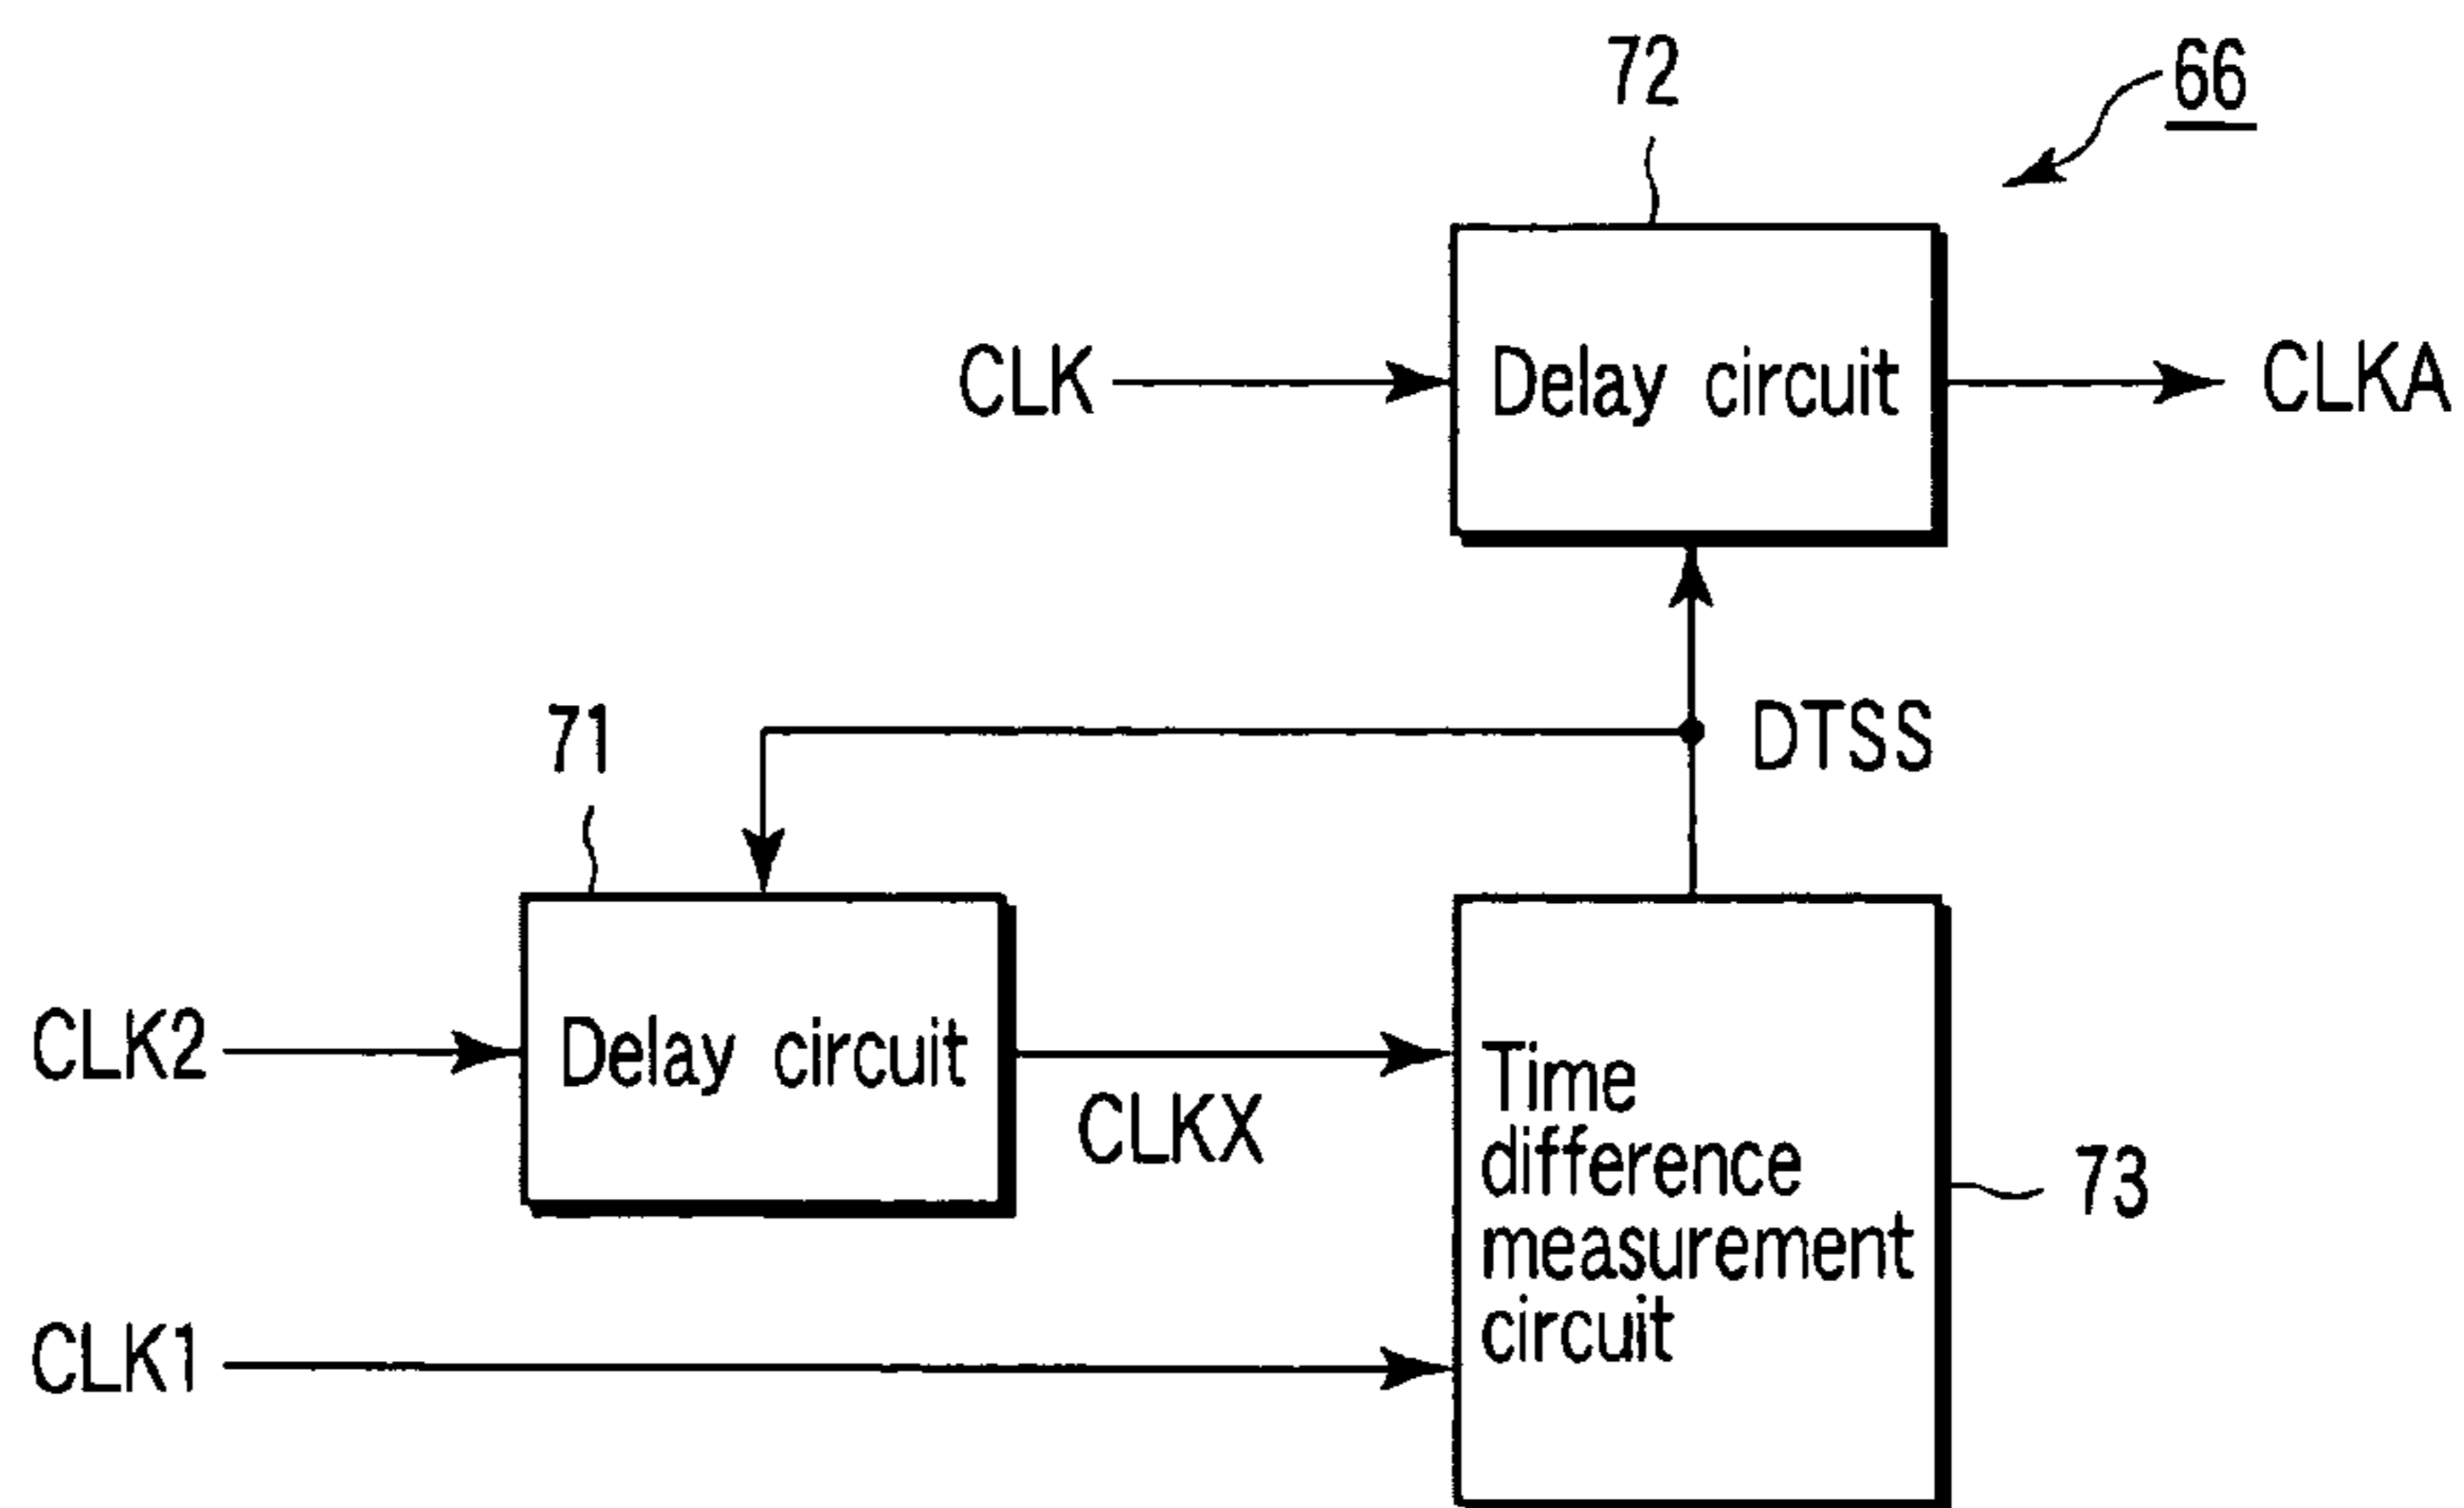 72
66
CLK
Delay circuit
CLKA
71
DTSS
CLK2
Delay circuit
CLKX
Time
difference
measurement
circuit
73
CLK1